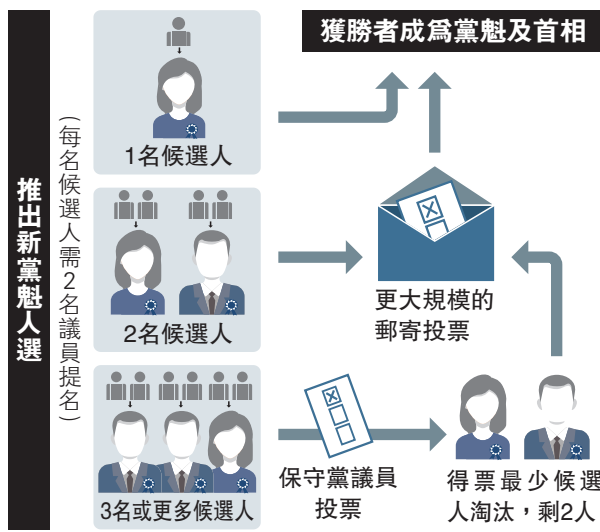 推出新黨魁人選
(每名候選人需2名議員提名)
獲勝者成爲黨魁及首相
1名候選人
2名候選人
更大規模的
郵寄投票
3名或更多候選人
保守黨議員
投票
得票最少候選
人淘汰，剩2人